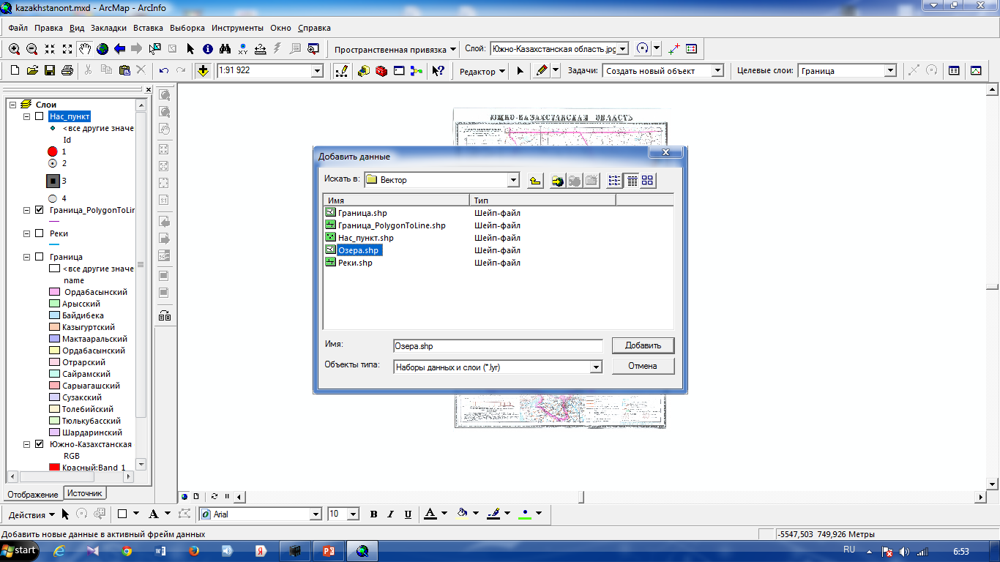 kazakhstanont.mxd - ArcMap - ArcInfo
Файл Правка Вид Закладки Вставка Выборка Инструменты Окно Справка
Пространственная привязка Слой: Южно-Казахстанская область.jpg
1:91 922 Редактор Задачи: Создать новый объект Целевые слои: Граница
Слои
Нас_пункт
<все другие значе
Id
1
2
3
4
Граница_PolygonToLin
Реки
Граница
<все другие значе
name
Ордабасынский
Арысский
Байдибека
Казыгуртский
Мактааральский
Ордабасынский
Отрарский
Сайрамский
Сарыагашский
Сузакский
Толебийский
Тюлькубасский
Шардаринский
Южно-Казахстанская
RGB
Красный:Band_1
Отображение Источник
ЮЖНО-КАЗАХСТАНСКАЯ ОБЛАСТЬ
Добавить данные
Искать в: Вектор
Имя Тип
Граница.shp Шейп-файл
Граница_PolygonToLine.shp Шейп-файл
Нас_пункт.shp Шейп-файл
Озера.shp Шейп-файл
Реки.shp Шейп-файл
Имя: Озера.shp Добавить
Объекты типа: Наборы данных и слои (*.lyr) Отмена
Действия A Arial 10 B I U A
Добавить новые данные в активный фрейм данных -5547,503 749,926 Метры
start RU 6:53